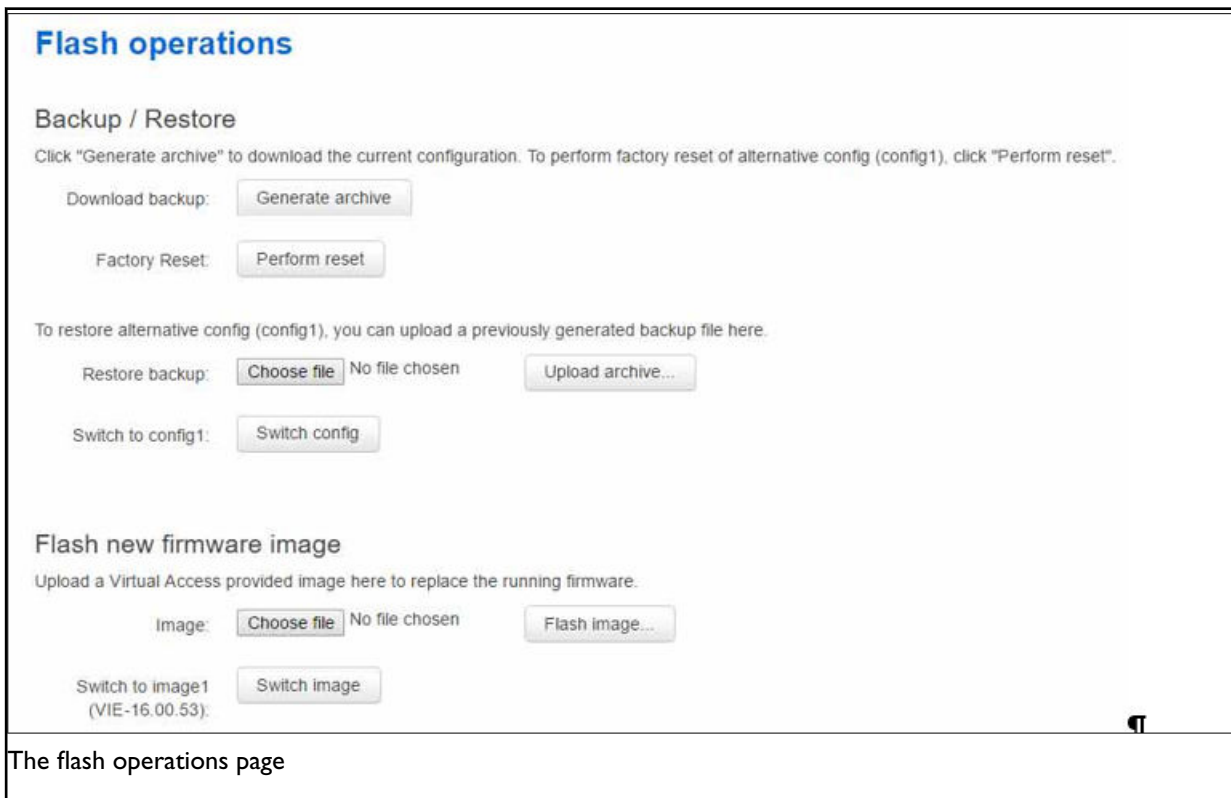 Flash operations
Backup / Restore
Click "Generate archive" to download the current configuration. To perform factory reset of alternative config (config1), click "Perform reset".
Download backup: Generate archive
Factory Reset: Perform reset
To restore alternative config (config1), you can upload a previously generated backup file here.
Restore backup: Choose file No file chosen Upload archive...
Switch to config1: Switch config
Flash new firmware image
Upload a Virtual Access provided image here to replace the running firmware.
Image: Choose file No file chosen Flash image...
Switch to image1 Switch image
(VIE-16.00.53):
¶
The flash operations page